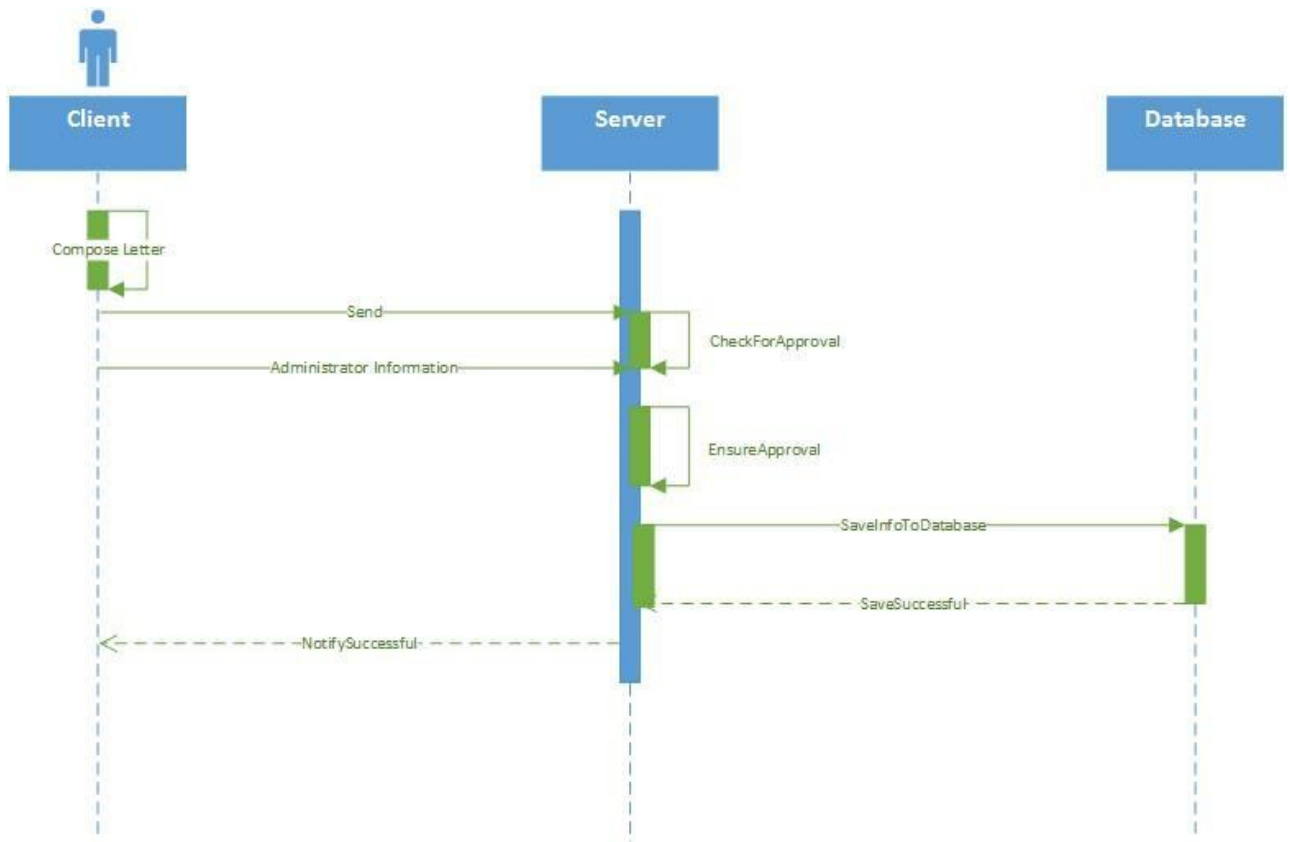 Client
Server
Database
Compose Letter
Send
CheckForApproval
Administrator Information
EnsureApproval
SaveInfoToDatabase
SaveSuccessful
NotifySuccessful